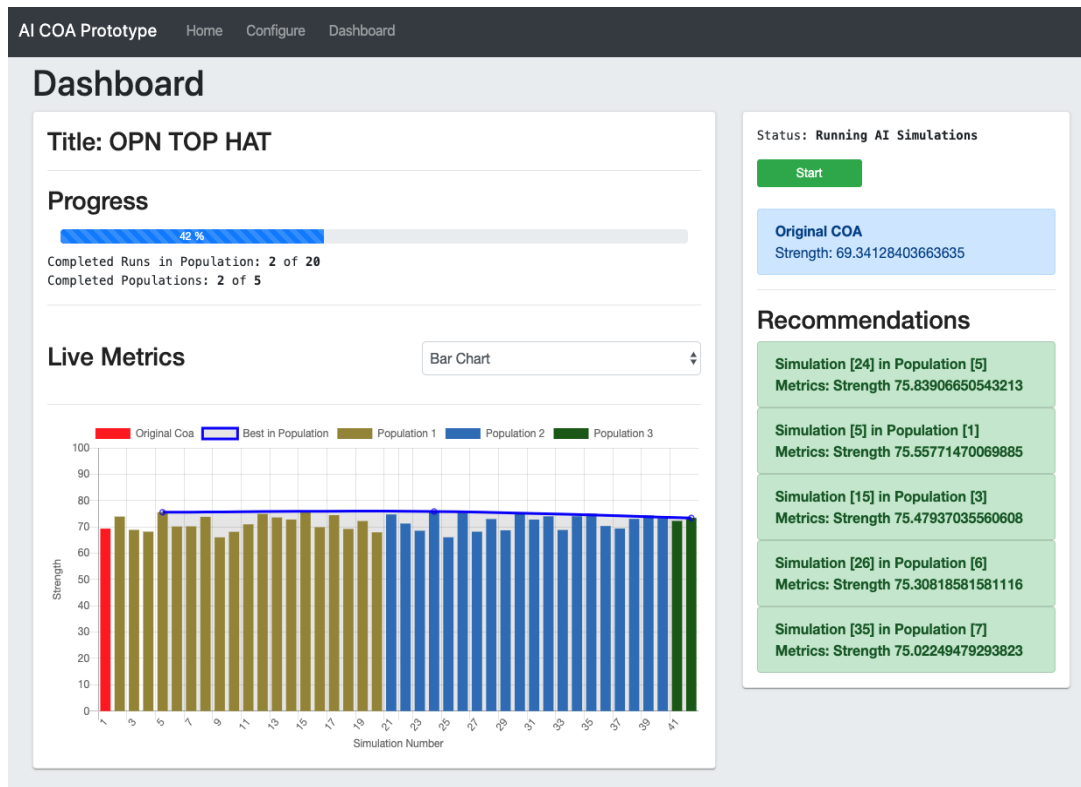 AI COA Prototype Home Configure Dashboard
Dashboard
Title: OPN TOP HAT
Progress
42 %
Completed Runs in Population: 2 of 20
Completed Populations: 2 of 5
Live Metrics
Bar Chart
Original Coa Best in Population Population 1 Population 2 Population 3
100
90
80
70
60
50
40
30
20
10
0
Strength
1 3 5 7 9 11 13 15 17 19 21 23 25 27 29 31 33 35 37 39 41
Simulation Number
Status: Running AI Simulations
Start
Original COA
Strength: 69.34128403663635
Recommendations
Simulation [24] in Population [5]
Metrics: Strength 75.83906650543213
Simulation [5] in Population [1]
Metrics: Strength 75.55771470069885
Simulation [15] in Population [3]
Metrics: Strength 75.47937035560608
Simulation [26] in Population [6]
Metrics: Strength 75.30818581581116
Simulation [35] in Population [7]
Metrics: Strength 75.02249479293823